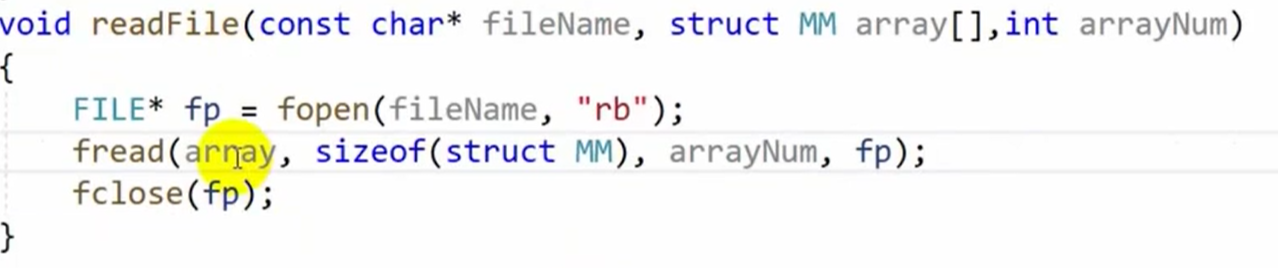 void readFile(const char* fileName, struct MM array[],int arrayNum)
{
    FILE* fp = fopen(fileName, "rb");
    fread(array, sizeof(struct MM), arrayNum, fp);
    fclose(fp);
}